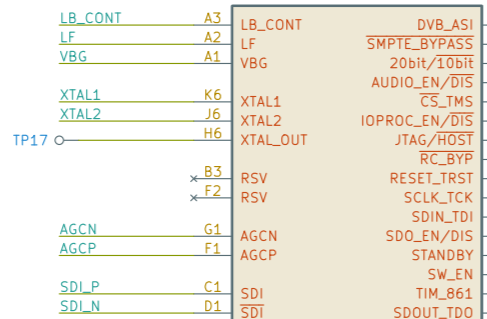 LB_CONT A3 LB_CONT DVB_ASI
LF A2 LF SMPTE_BYPASS
VBG A1 VBG 20bit/10bit
AUDIO_EN/DIS
XTAL1 K6 XTAL1 CS_TMS
XTAL2 J6 XTAL2 IOPROC_EN/DIS
TP17 H6 XTAL_OUT JTAG/HOST
RC_BYP
B3 RSV RESET_TRST
F2 RSV SCLK_TCK
SDIN_TDI
AGCN G1 AGCN SDO_EN/DIS
AGCP F1 AGCP STANDBY
SW_EN
SDI_P C1 SDI TIM_861
SDI_N D1 SDI SDOUT_TDO